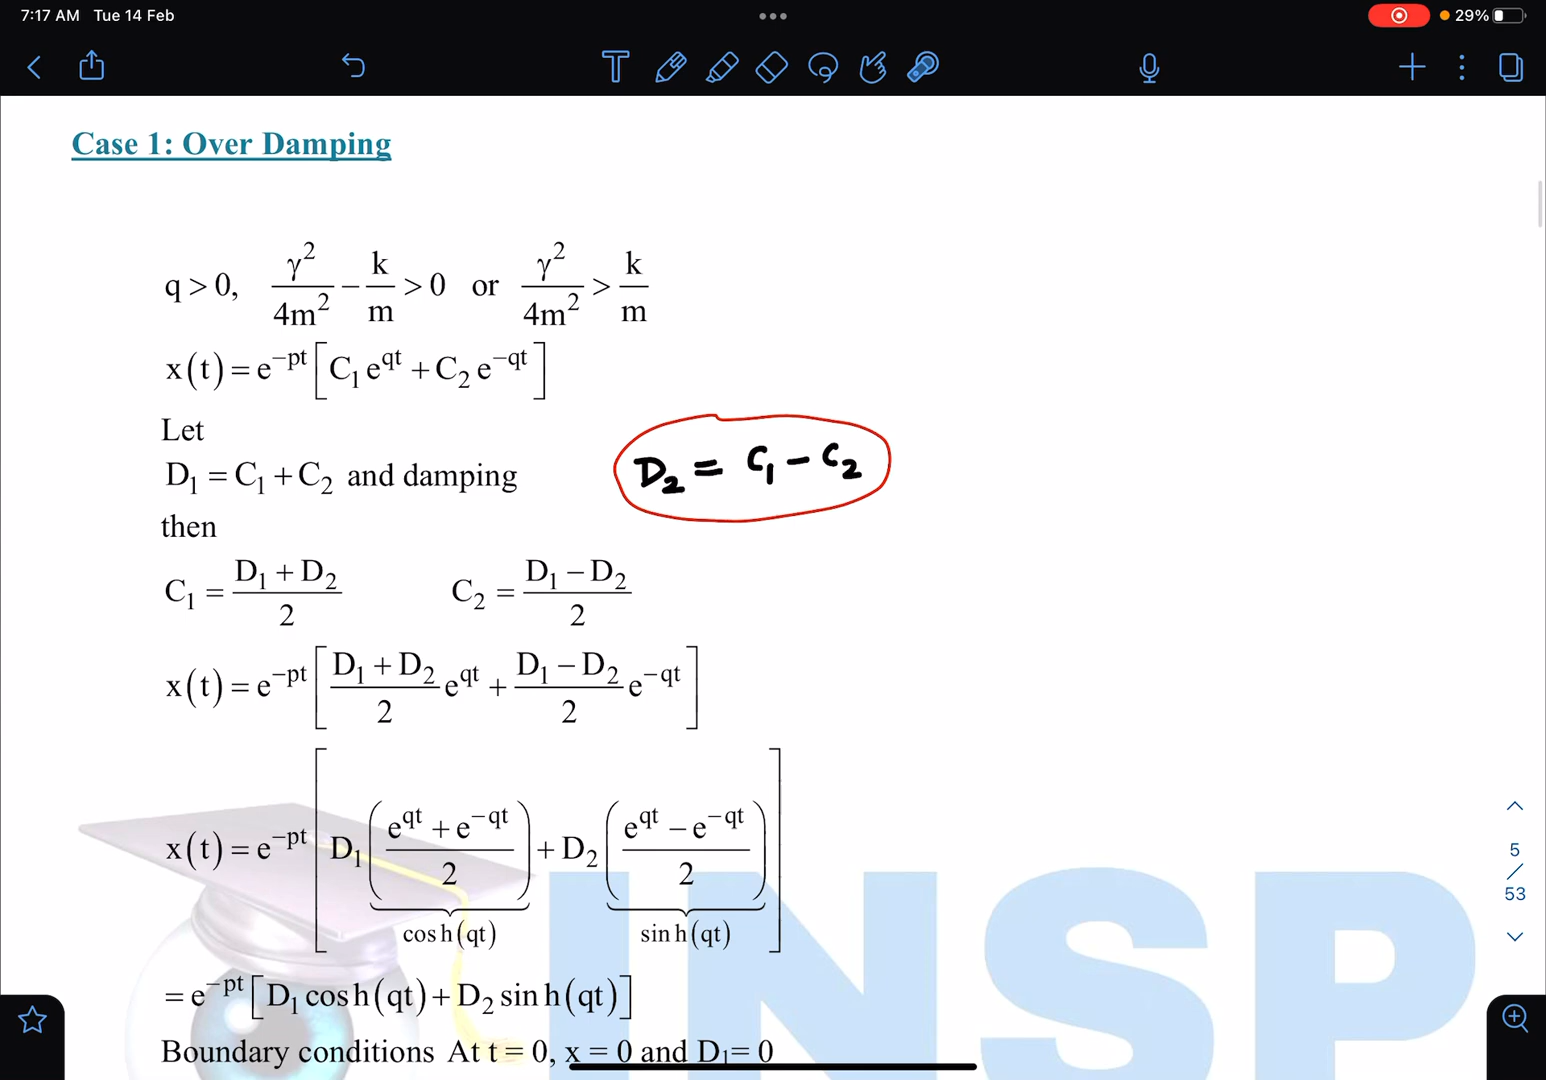 7:17 AM Tue 14 Feb
29%
Case 1: Over Damping
q > 0, γ²/4m² − k/m > 0 or γ²/4m² > k/m
x(t) = e^(−pt) [C₁e^(qt) + C₂e^(−qt)]
Let
D₁ = C₁ + C₂ and damping
D₂ = C₁ − C₂
then
C₁ = (D₁ + D₂)/2 C₂ = (D₁ − D₂)/2
x(t) = e^(−pt) [(D₁ + D₂)/2 e^(qt) + (D₁ − D₂)/2 e^(−qt)]
x(t) = e^(−pt) [D₁ ((e^(qt) + e^(−qt))/2) + D₂ ((e^(qt) − e^(−qt))/2)]
cosh(qt) sinh(qt)
= e^(−pt) [D₁ cosh(qt) + D₂ sinh(qt)]
Boundary conditions At t = 0, x = 0 and D₁ = 0
5
/
53
INSP